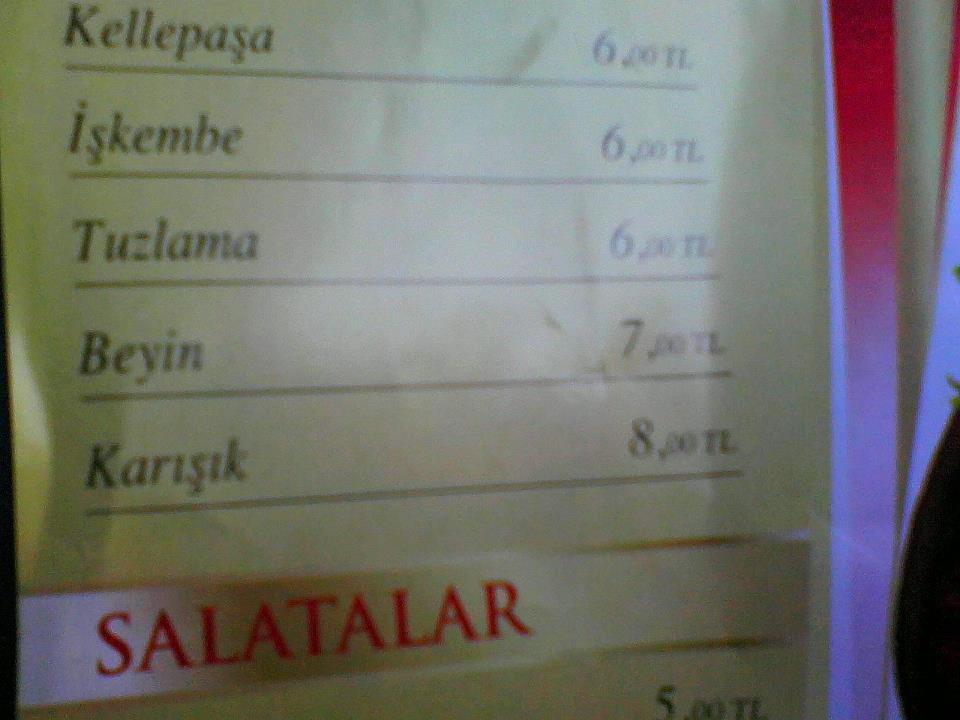 Kellepaşa 6,00 TL
İşkembe 6,00 TL
Tuzlama 6,00 TL
Beyin 7,00 TL
Karışık 8,00 TL
SALATALAR
5,00 TL